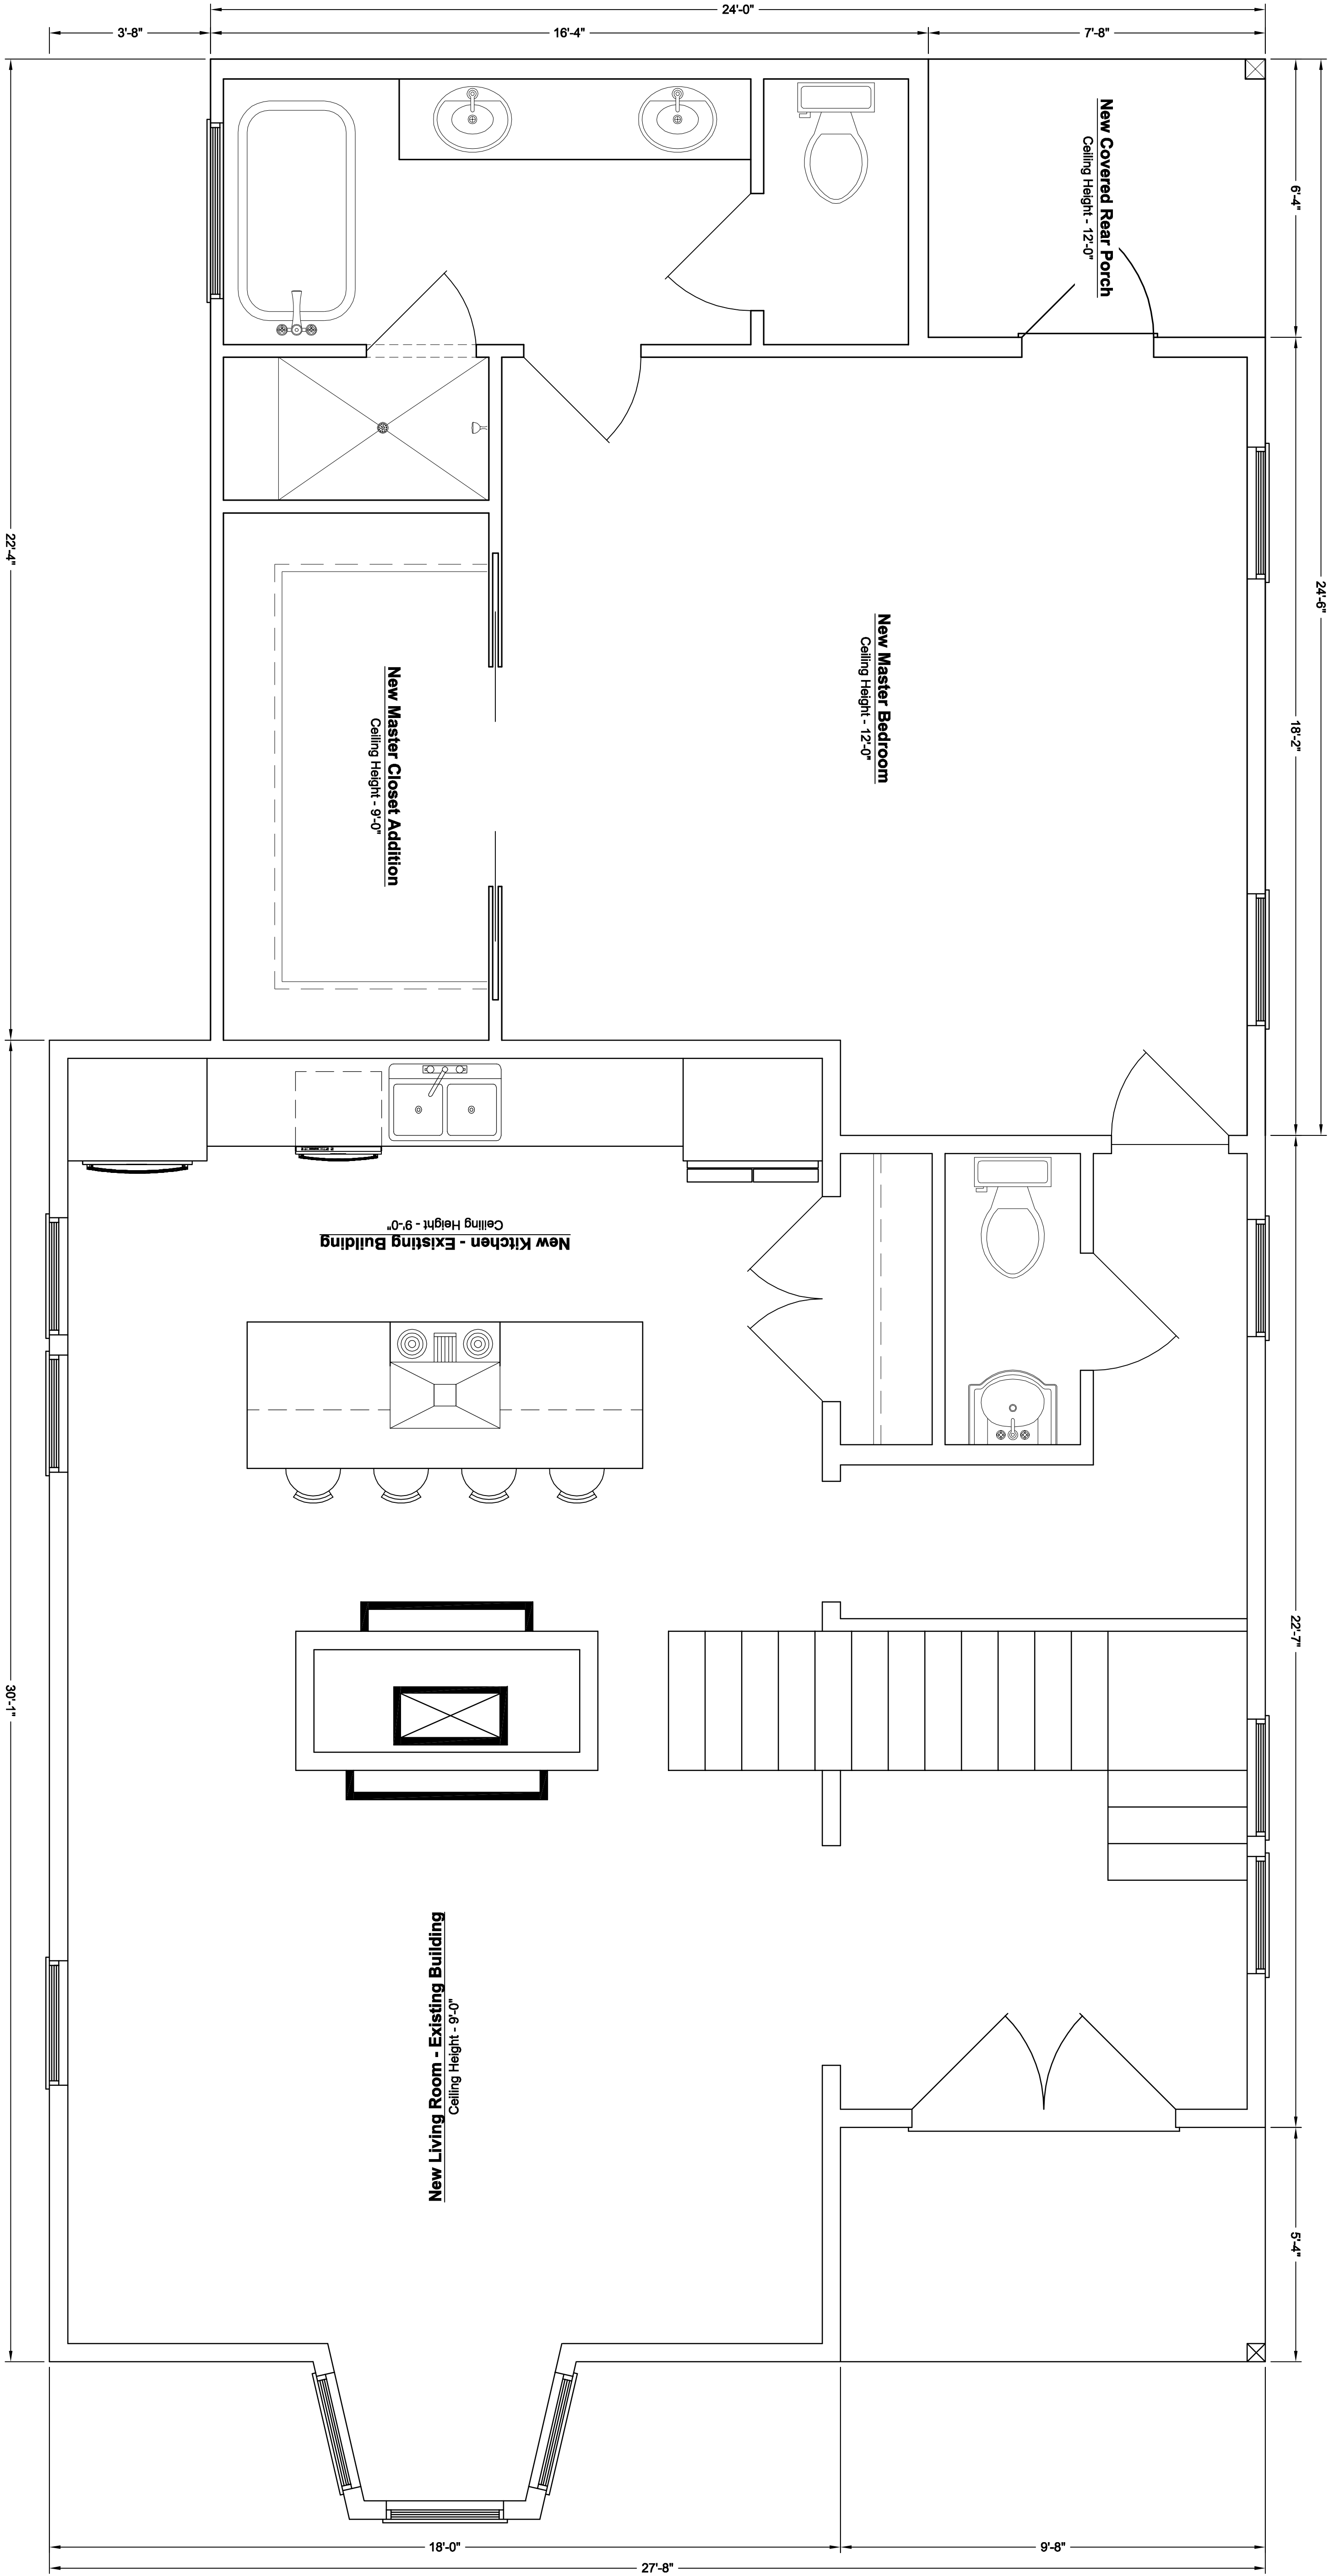 24'-0"
3'-8"
16'-4"
7'-8"
New Covered Rear Porch
Ceiling Height - 12'-0"
6'-4"
24'-6"
22'-4"
New Master Bedroom
Ceiling Height - 12'-0"
18'-2"
New Master Closet Addition
Ceiling Height - 9'-0"
New Kitchen - Existing Building
Ceiling Height - 9'-0"
22'-7"
30'-1"
New Living Room - Existing Building
Ceiling Height - 9'-0"
5'-4"
18'-0"
9'-8"
27'-8"